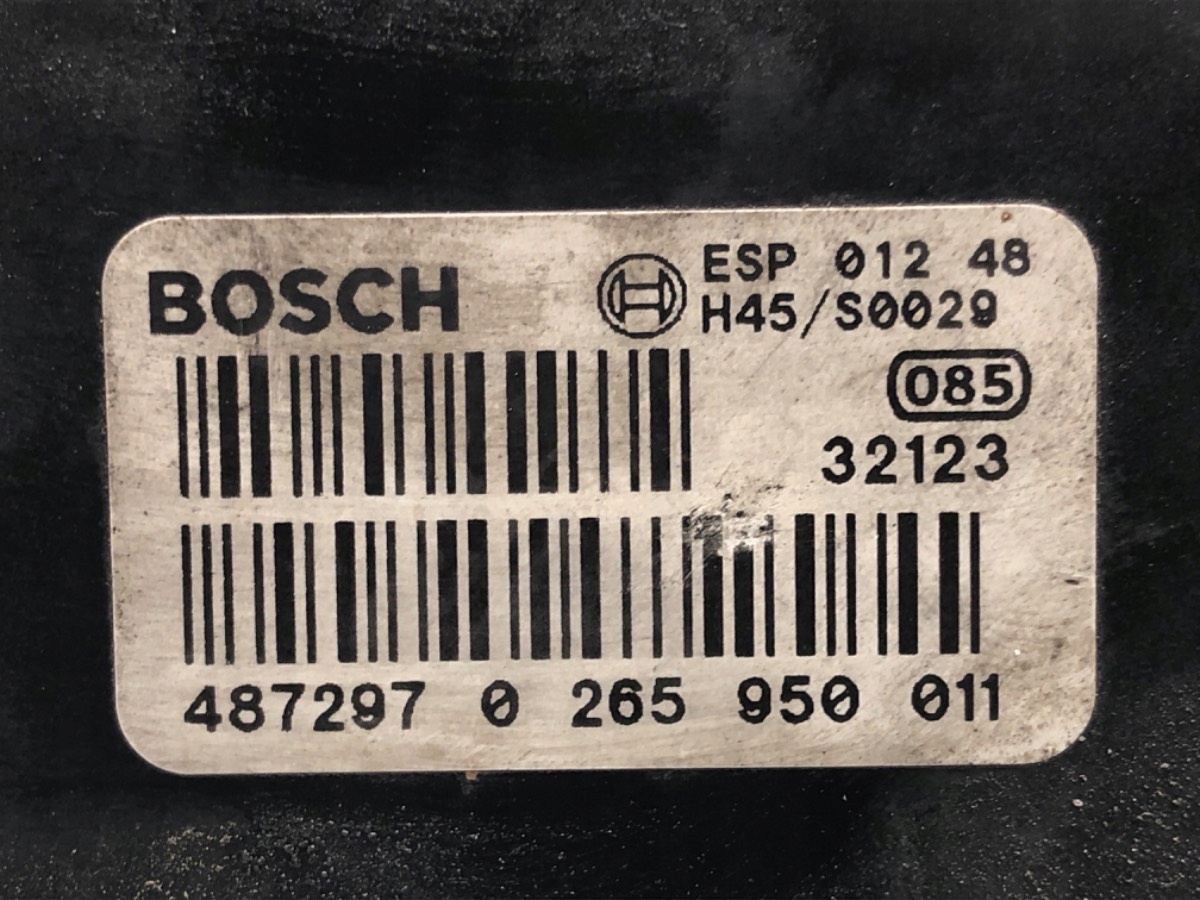 BOSCH
ESP 012 48
H45/S0029
085
32123
487297 0 265 950 011